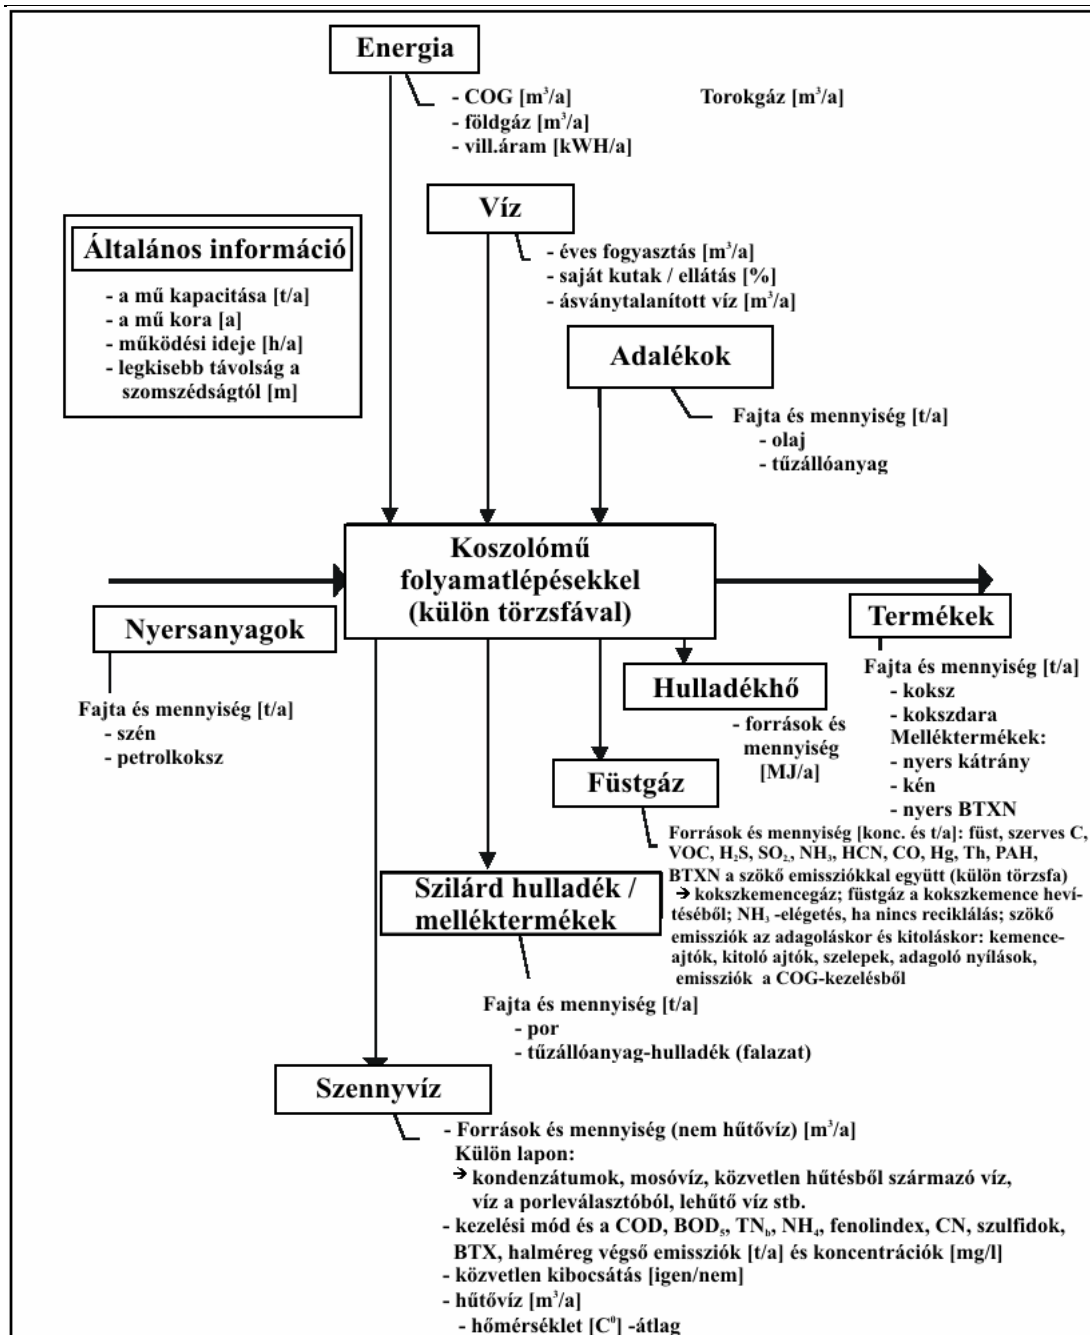 Energia
- COG [m³/a] Torokgáz [m³/a]
- földgáz [m³/a]
- vill.áram [kWH/a]
Víz
- éves fogyasztás [m³/a]
- saját kutak / ellátás [%]
- ásványtalanított víz [m³/a]
Általános információ
- a mű kapacitása [t/a]
- a mű kora [a]
- működési ideje [h/a]
- legkisebb távolság a
szomszédságtól [m]
Adalékok
Fajta és mennyiség [t/a]
- olaj
- tűzállóanyag
Koszolómű
folyamatlépésekkel
(külön törzsfával)
Nyersanyagok
Fajta és mennyiség [t/a]
- szén
- petrolkoksz
Termékek
Fajta és mennyiség [t/a]
- koksz
- kokszdara
Melléktermékek:
- nyers kátrány
- kén
- nyers BTXN
Hulladékhő
- források és
mennyiség
[MJ/a]
Füstgáz
Források és mennyiség [konc. és t/a]: füst, szerves C,
VOC, H₂S, SO₂, NH₃, HCN, CO, Hg, Th, PAH,
BTXN a szökő emissziókkal együtt (külön törzsfa)
→ kokszkemencegáz; füstgáz a kokszkemence heví-
téséből; NH₃ -elégetés, ha nincs reciklálás; szökő
emissziók az adagoláskor és kitoláskor: kemence-
ajtók, kitoló ajtók, szelepek, adagoló nyílások,
emissziók a COG-kezelésből
Szilárd hulladék /
melléktermékek
Fajta és mennyiség [t/a]
- por
- tűzállóanyag-hulladék (falazat)
Szennyvíz
- Források és mennyiség (nem hűtővíz) [m³/a]
Külön lapon:
→ kondenzátumok, mosóvíz, közvetlen hűtésből származó víz,
víz a porleválasztóból, lehűtő víz stb.
- kezelési mód és a COD, BOD₅, TN_b, NH₄, fenolindex, CN, szulfidok,
BTX, halméreg végső emissziók [t/a] és koncentrációk [mg/l]
- közvetlen kibocsátás [igen/nem]
- hűtővíz [m³/a]
- hőmérséklet [C⁰] -átlag